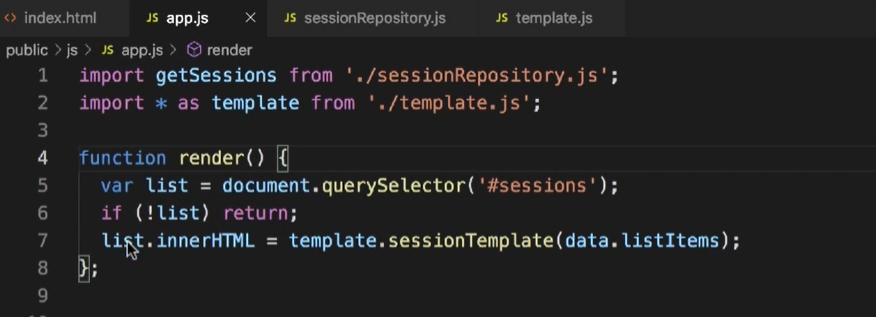 <> index.html JS app.js × JS sessionRepository.js JS template.js
public > js > JS app.js > render
1 import getSessions from './sessionRepository.js';
2 import * as template from './template.js';
3
4 function render() {
5 var list = document.querySelector('#sessions');
6 if (!list) return;
7 list.innerHTML = template.sessionTemplate(data.listItems);
8 };
9